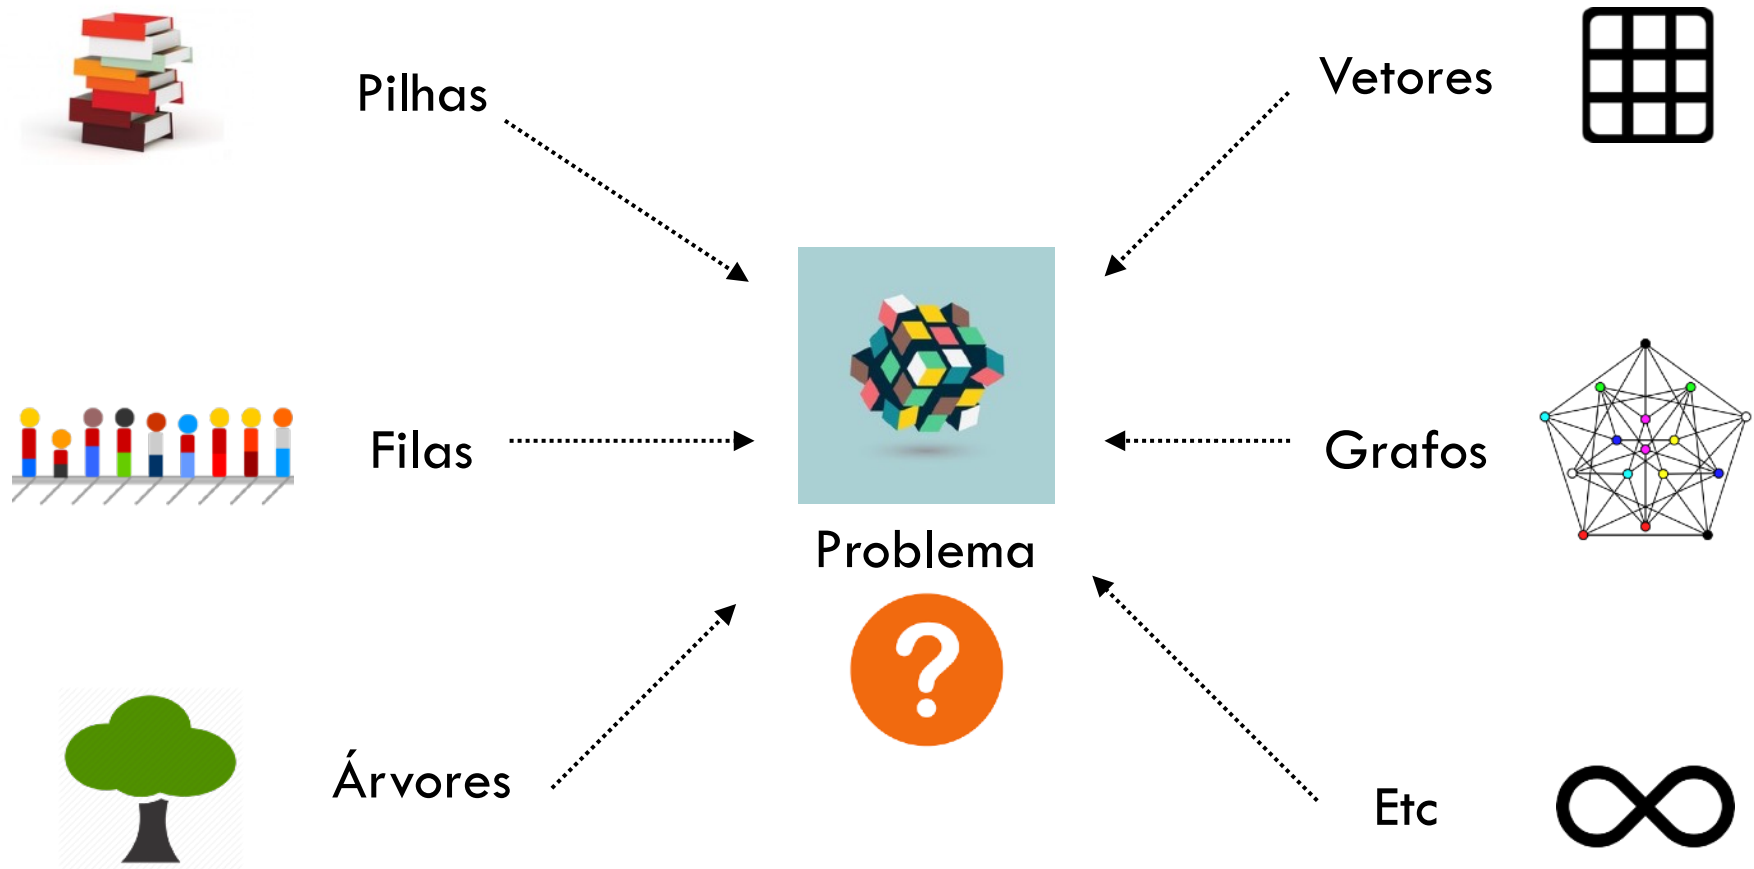 Pilhas
Vetores
Filas
Grafos
Problema
?
Árvores
Etc